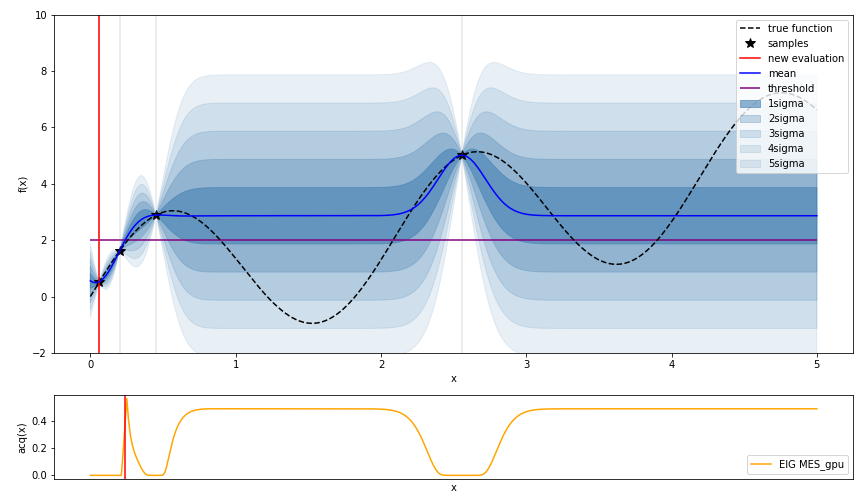 10
8
6
4
2
0
−2
f(x)
true function
samples
new evaluation
mean
threshold
1sigma
2sigma
3sigma
4sigma
5sigma
0 1 2 3 4 5
x
0.4
0.2
0.0
acq(x)
EIG MES_gpu
x